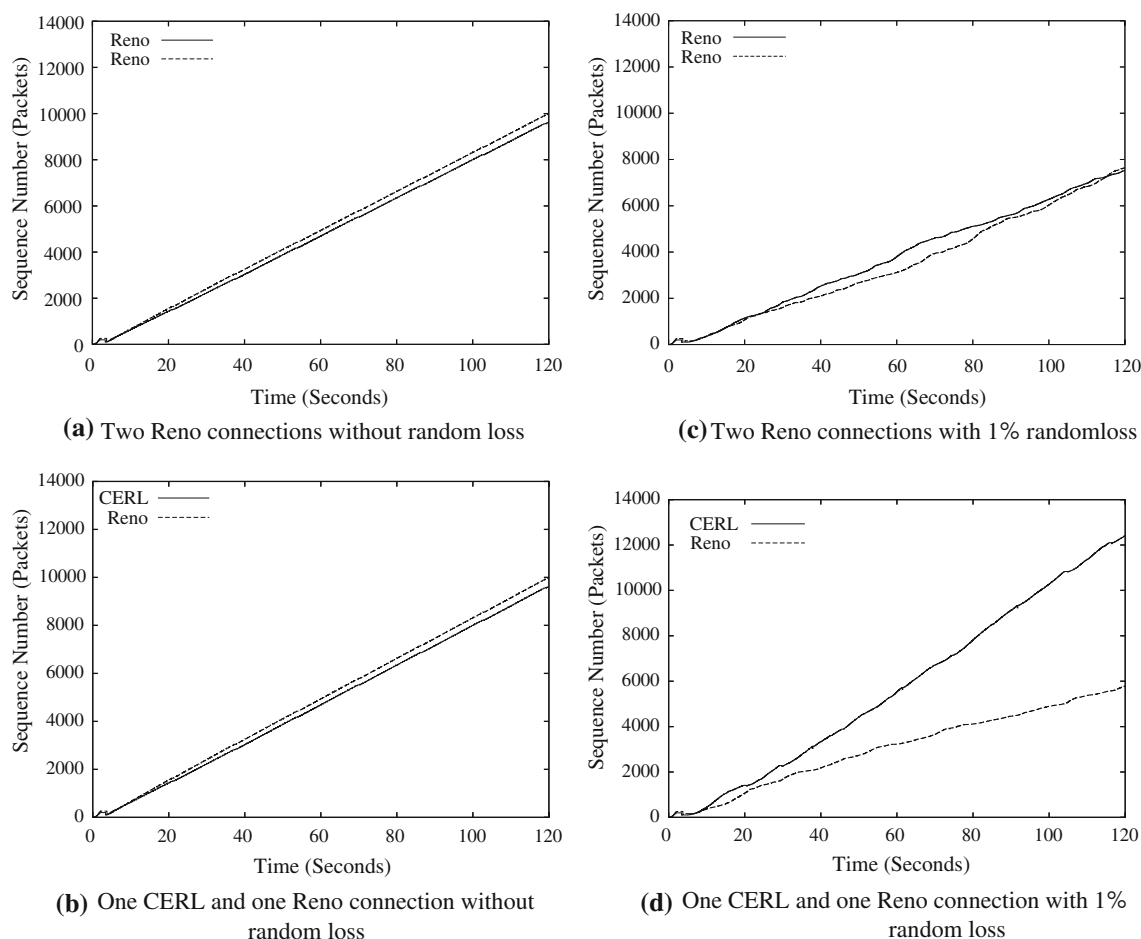 14000
12000
10000
8000
6000
4000
2000
0
Sequence Number (Packets)
Reno
Reno
0 20 40 60 80 100 120
Time (Seconds)
(a) Two Reno connections without random loss
14000
12000
10000
8000
6000
4000
2000
0
Sequence Number (Packets)
Reno
Reno
0 20 40 60 80 100 120
Time (Seconds)
(c) Two Reno connections with 1% randomloss
14000
12000
10000
8000
6000
4000
2000
0
Sequence Number (Packets)
CERL
Reno
0 20 40 60 80 100 120
Time (Seconds)
(b) One CERL and one Reno connection without
random loss
14000
12000
10000
8000
6000
4000
2000
0
Sequence Number (Packets)
CERL
Reno
0 20 40 60 80 100 120
Time (Seconds)
(d) One CERL and one Reno connection with 1%
random loss